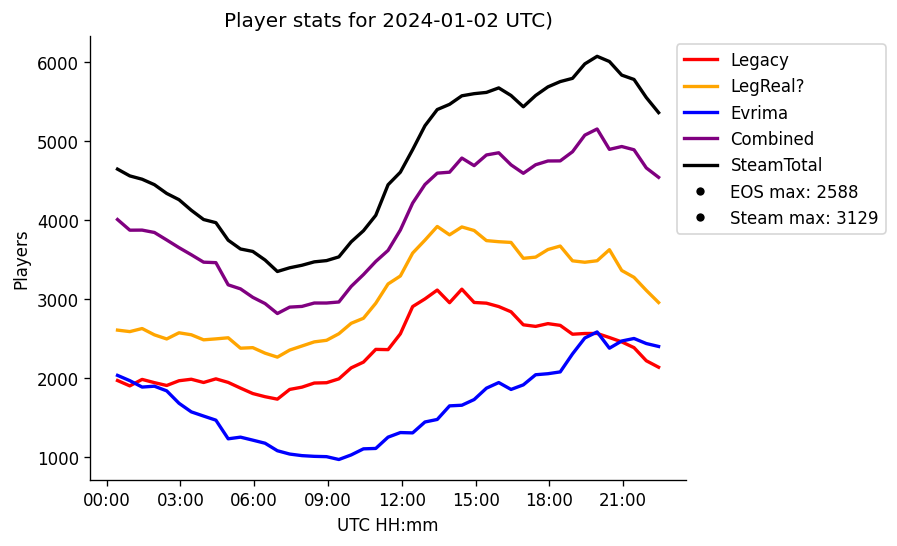 Player stats for 2024-01-02 UTC)
6000
5000
4000
3000
2000
1000
Players
00:00 03:00 06:00 09:00 12:00 15:00 18:00 21:00
UTC HH:mm
Legacy
LegReal?
Evrima
Combined
SteamTotal
EOS max: 2588
Steam max: 3129